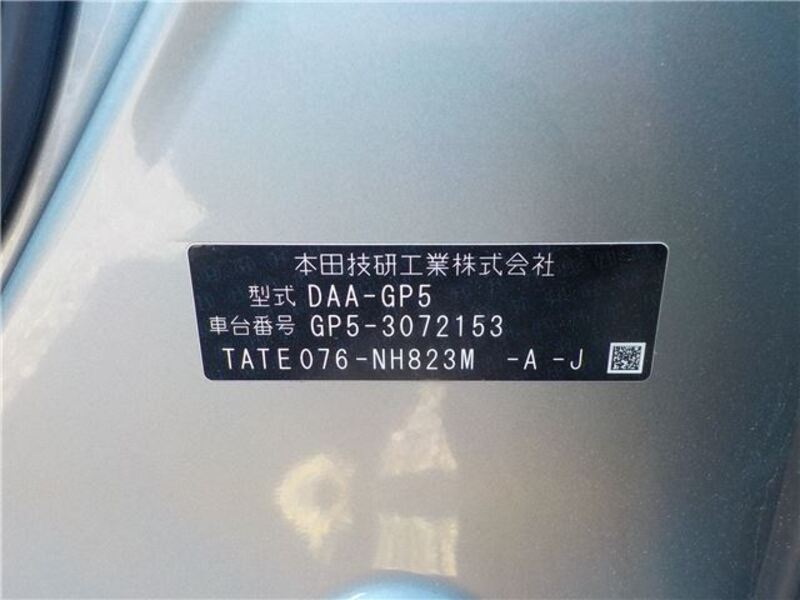 本田技研工業株式会社
型式 DAA-GP5
車台番号 GP5-3072153
TATE076-NH823M -A -J